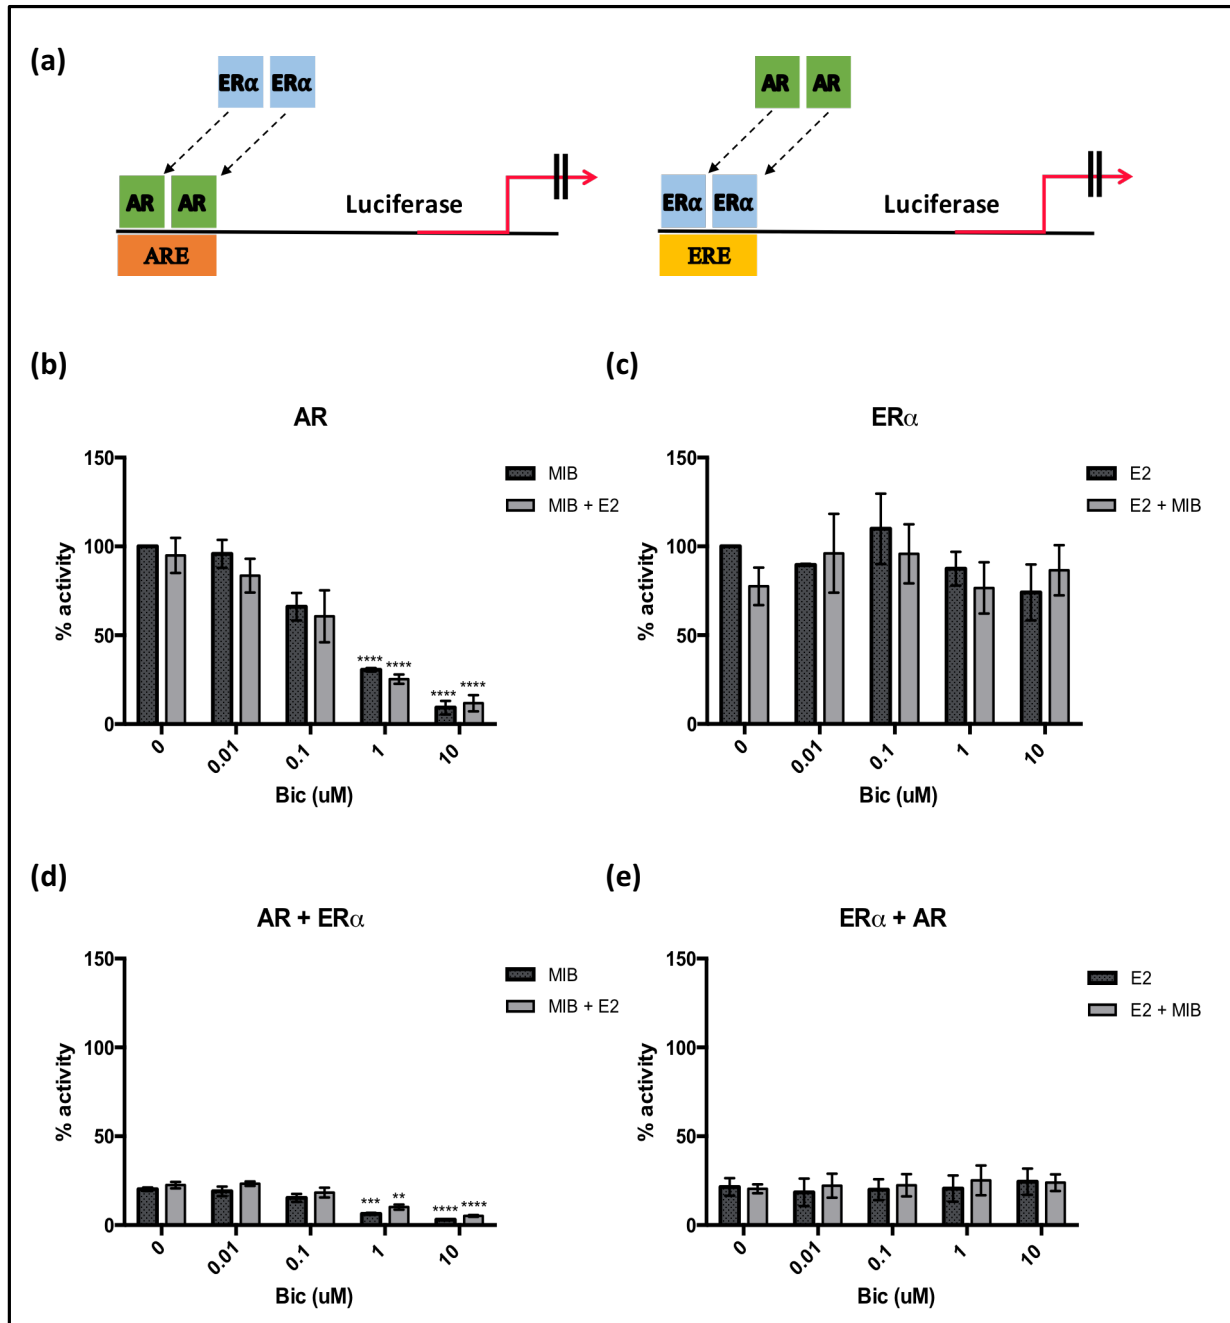 (a)
ERα ERα
AR AR
AR AR
Luciferase
ERα ERα
Luciferase
ARE
ERE
(b)
(c)
AR
ERα
150
100
50
0
% activity
MIB
MIB + E2
****
****
****
****
0
0.01
0.1
1
10
Bic (uM)
150
100
50
0
% activity
E2
E2 + MIB
0
0.01
0.1
1
10
Bic (uM)
(d)
(e)
AR + ERα
ERα + AR
150
100
50
0
% activity
MIB
MIB + E2
***
**
****
****
0
0.01
0.1
1
10
Bic (uM)
150
100
50
0
% activity
E2
E2 + MIB
0
0.01
0.1
1
10
Bic (uM)